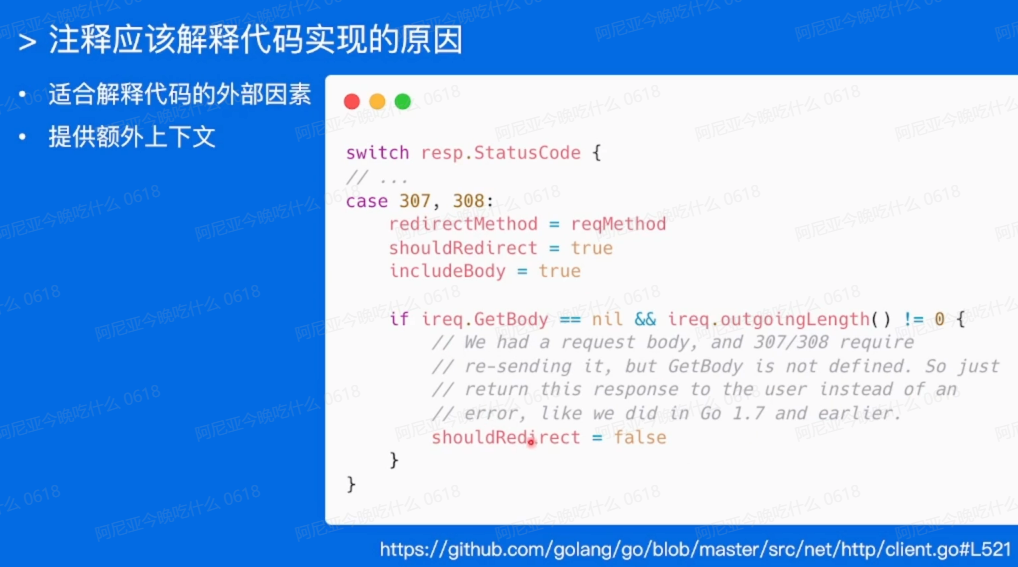 > 注释应该解释代码实现的原因
• 适合解释代码的外部因素
• 提供额外上下文
switch resp.StatusCode {
// ...
case 307, 308:
redirectMethod = reqMethod
shouldRedirect = true
includeBody = true
if ireq.GetBody == nil && ireq.outgoingLength() != 0 {
// We had a request body, and 307/308 require
// re-sending it, but GetBody is not defined. So just
// return this response to the user instead of an
// error, like we did in Go 1.7 and earlier.
shouldRedirect = false
}
}
https://github.com/golang/go/blob/master/src/net/http/client.go#L521
阿尼亚今晚吃什么 0618